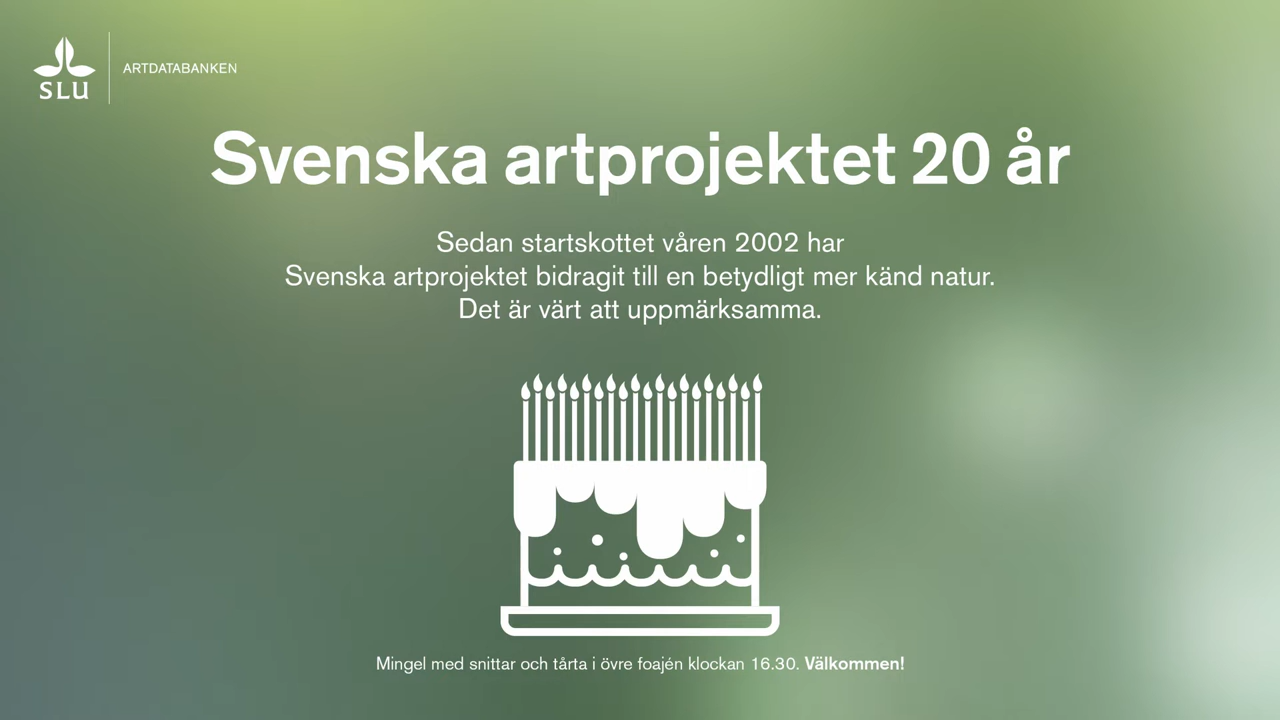 SLU
ARTDATABANKEN
Svenska artprojektet 20 år
Sedan startskottet våren 2002 har
Svenska artprojektet bidragit till en betydligt mer känd natur.
Det är värt att uppmärksamma.
Mingel med snittar och tårta i övre foajén klockan 16.30. Välkommen!